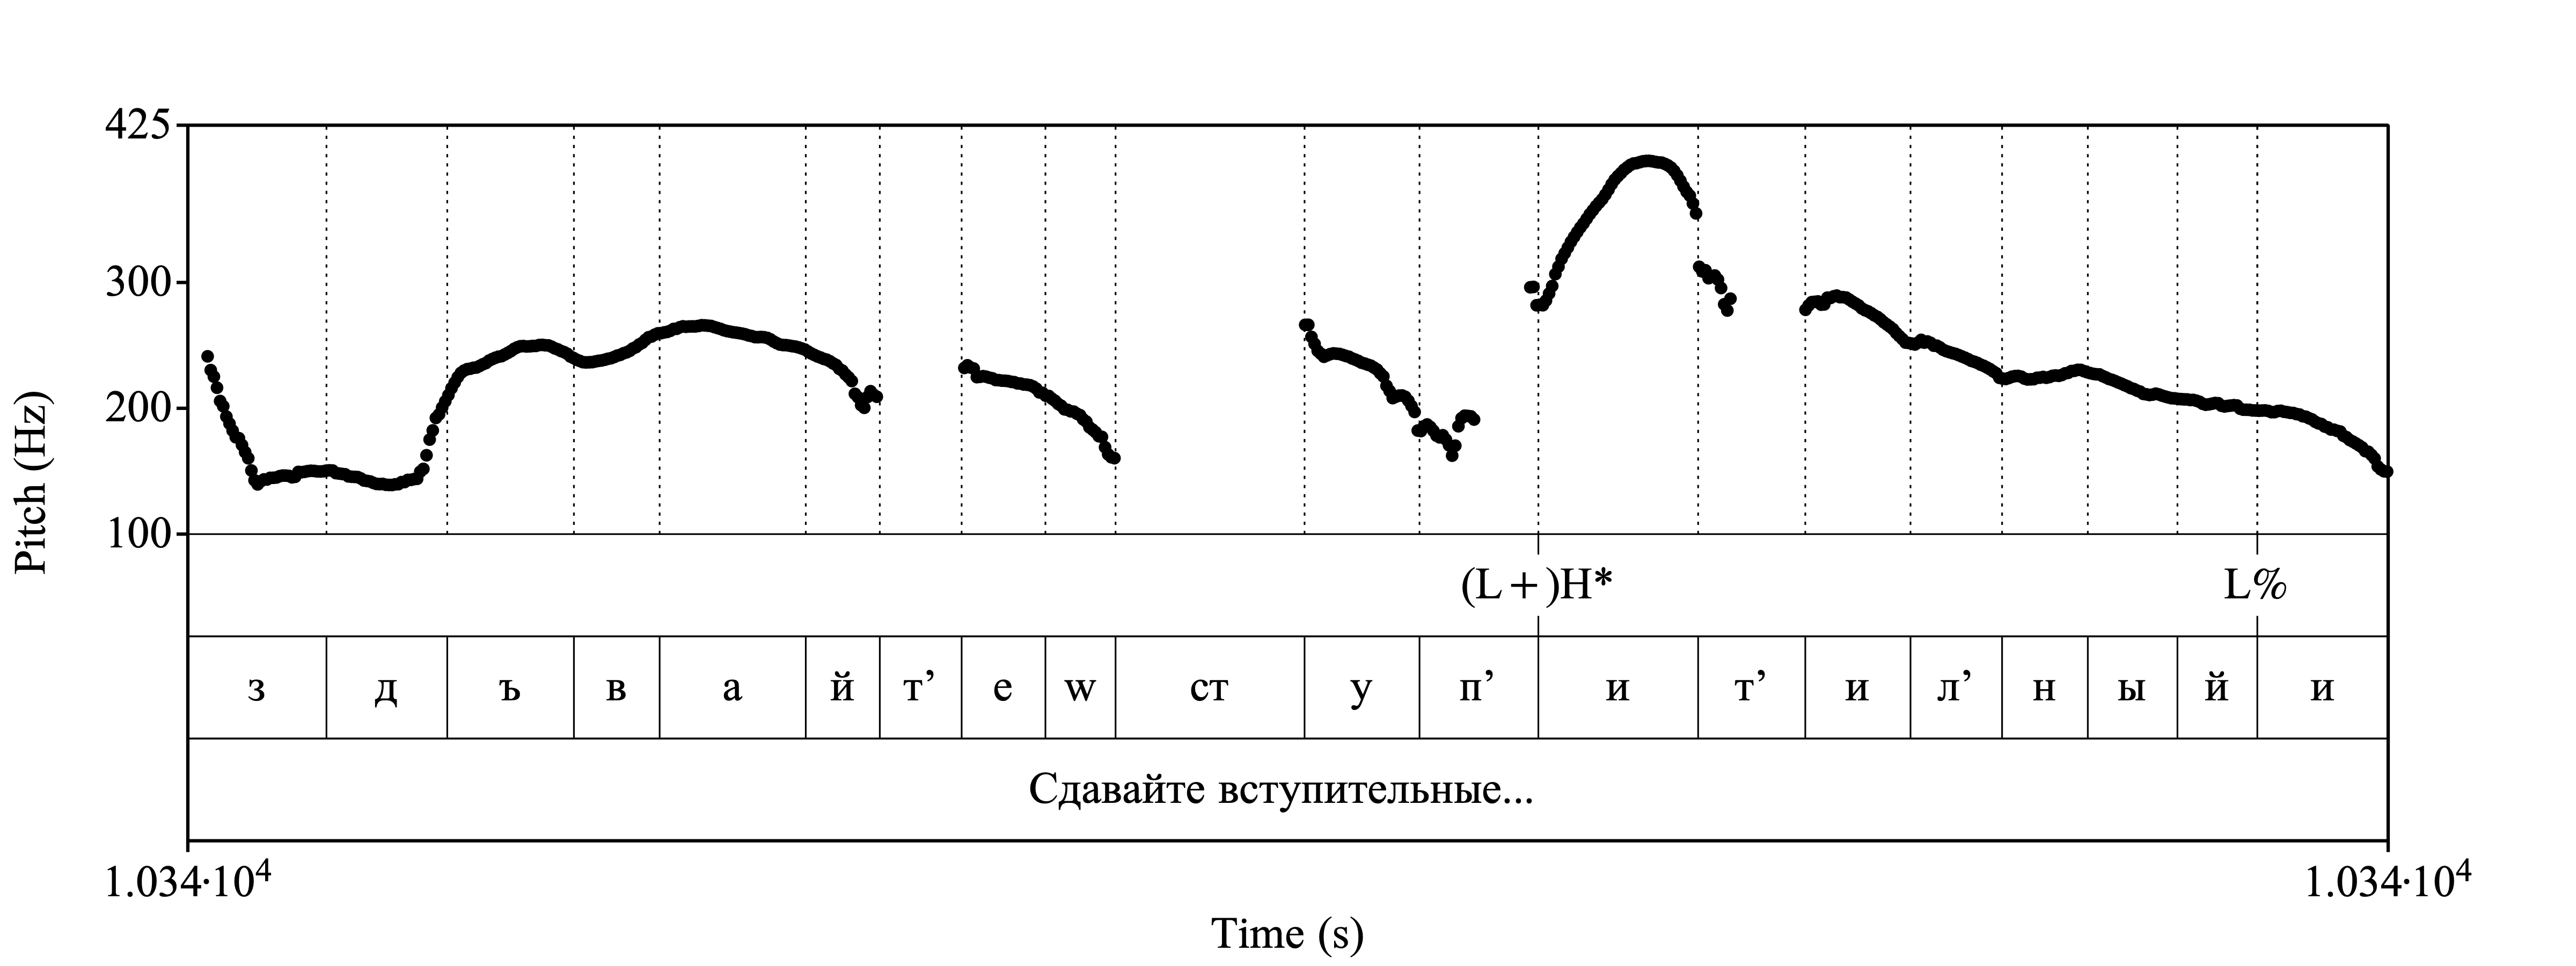 425
300
200
100
Pitch (Hz)
(L+)H* L%
з д ъ в а й т’ е w ст у п’ и т’ и л’ н ы й и
Сдавайте вступительные...
1.034·10⁴ 1.034·10⁴
Time (s)